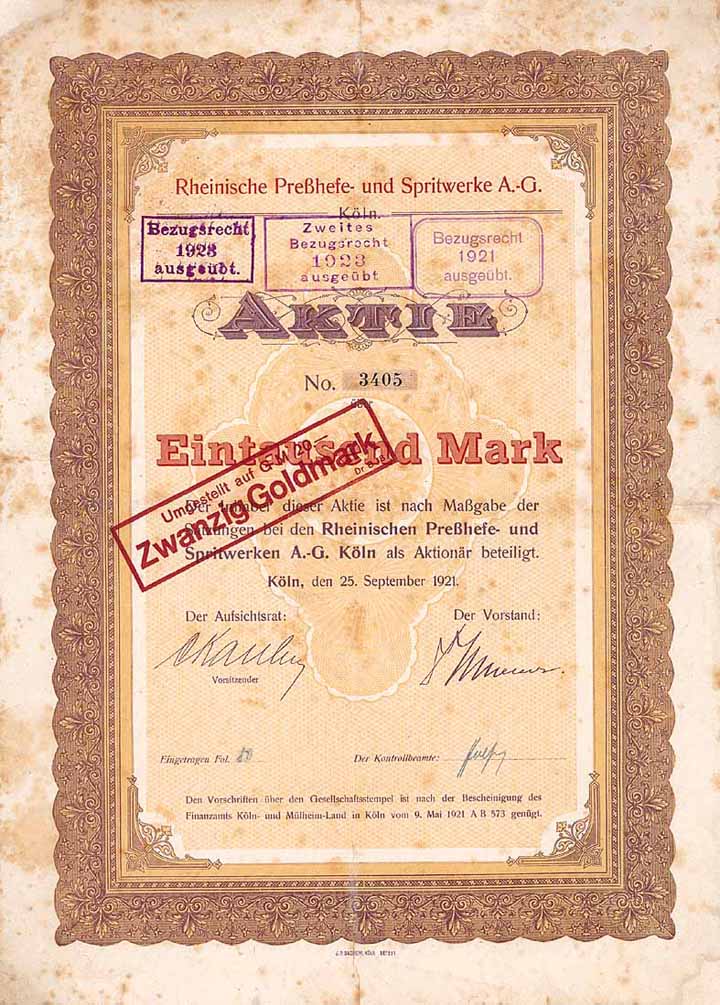 Rheinische Preßhefe- und Spritwerke A.-G.
Köln.
Bezugsrecht
1923
ausgeübt.
Zweites
Bezugsrecht
1923
ausgeübt
Bezugsrecht
1921
ausgeübt.
AKTIE
No. 3405
über
Eintausend Mark
Umgestellt auf G-M 20.–
Zwanzig Goldmark
Der Inhaber dieser Aktie ist nach Maßgabe der
Satzungen bei den Rheinischen Preßhefe- und
Spritwerken A.-G. Köln als Aktionär beteiligt.
Köln, den 25. September 1921.
Der Aufsichtsrat:
Der Vorstand:
Vorsitzender
Eingetragen Fol.
Der Kontrollbeamte:
Den Vorschriften über den Gesellschaftsstempel ist nach der Bescheinigung des
Finanzamts Köln- und Mülheim-Land in Köln vom 9. Mai 1921 A B 573 genügt.